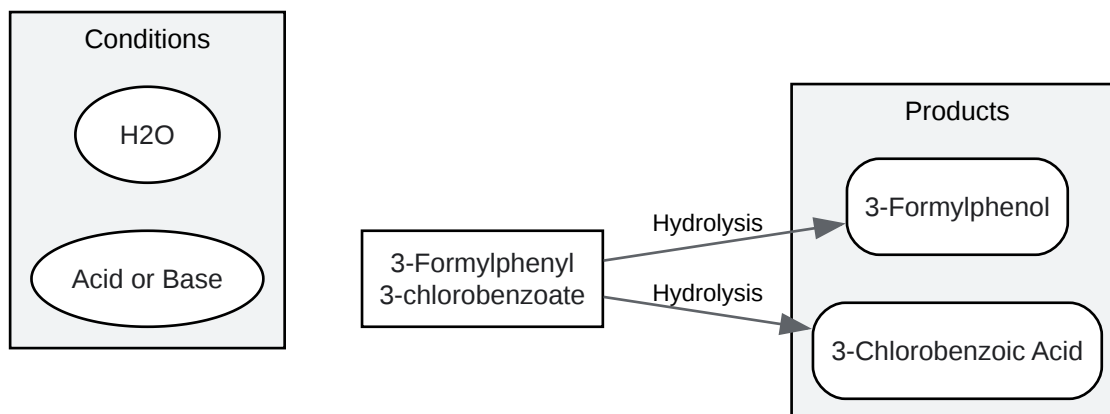 Conditions
H2O
Acid or Base
3-Formylphenyl
3-chlorobenzoate
Hydrolysis
Hydrolysis
Products
3-Formylphenol
3-Chlorobenzoic Acid